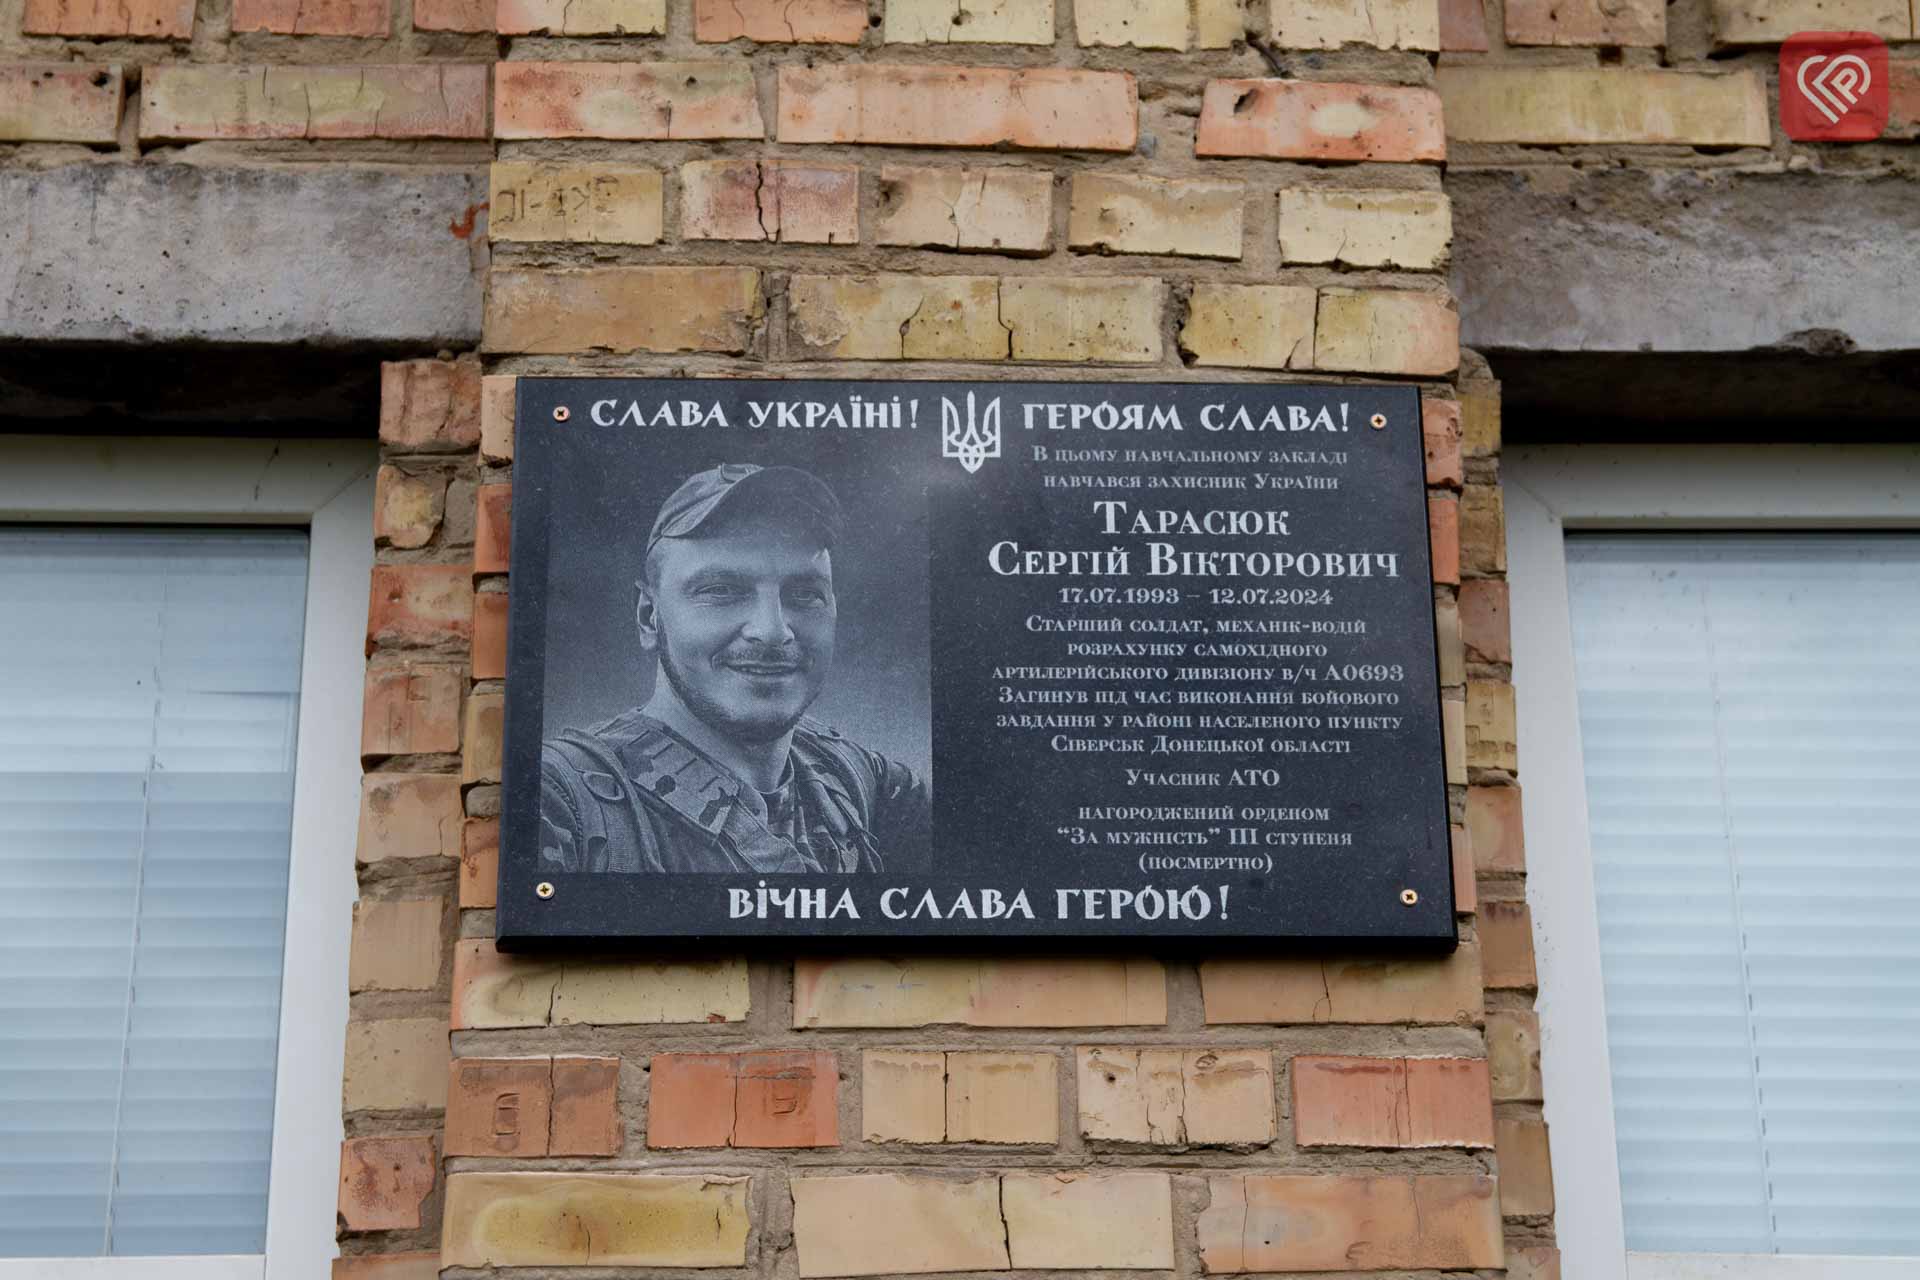 СЛАВА УКРАЇНІ! ГЕРОЯМ СЛАВА!
В цьому навчальному закладі
навчався захисник України
Тарасюк
Сергій Вікторович
17.07.1993 – 12.07.2024
Старший солдат, механік-водій
розрахунку самохідного
артилерійського дивізіону в/ч А0693
Загинув під час виконання бойового
завдання у районі населеного пункту
Сіверськ Донецької області
Учасник АТО
нагороджений орденом
“За мужність” III ступеня
(посмертно)
ВІЧНА СЛАВА ГЕРОЮ!